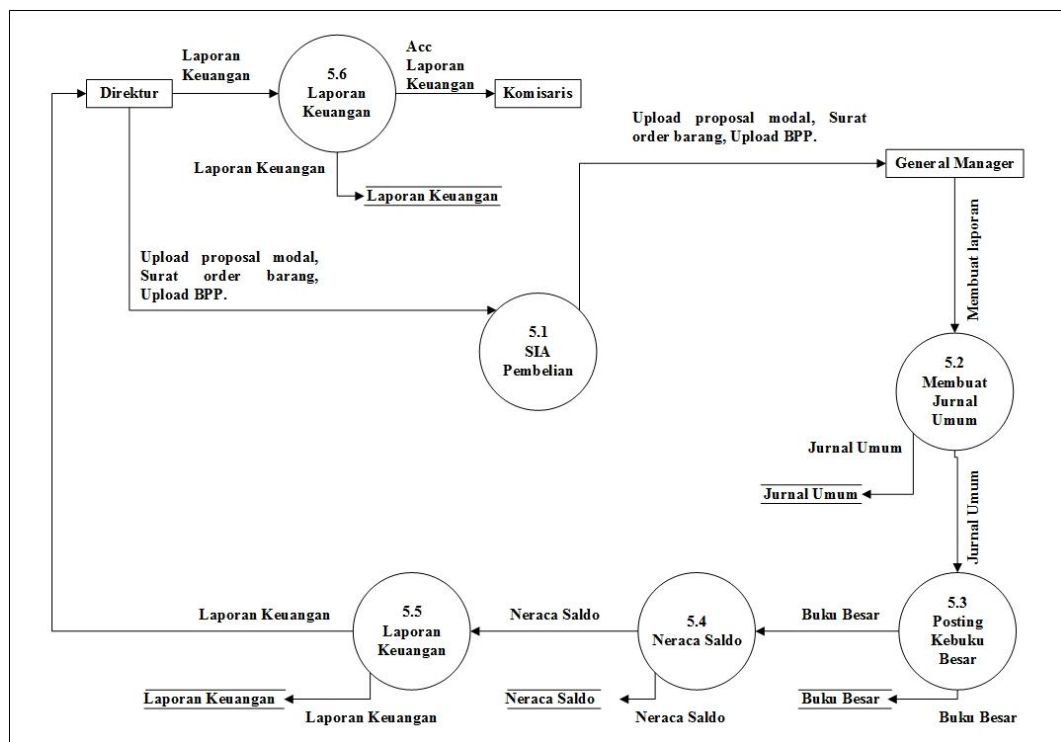 Laporan
Keuangan
5.6
Laporan
Keuangan
Acc
Laporan
Keuangan
Direktur
Komisaris
Laporan Keuangan
Laporan Keuangan
Upload proposal modal, Surat
order barang, Upload BPP.
General Manager
Membuat laporan
Upload proposal modal,
Surat order barang,
Upload BPP.
5.1
SIA
Pembelian
5.2
Membuat
Jurnal
Umum
Jurnal Umum
Jurnal Umum
Jurnal Umum
5.3
Posting
Kebuku
Besar
Buku Besar
Buku Besar
Buku Besar
5.4
Neraca Saldo
Neraca Saldo
Neraca Saldo
Neraca Saldo
5.5
Laporan
Keuangan
Laporan Keuangan
Laporan Keuangan
Laporan Keuangan